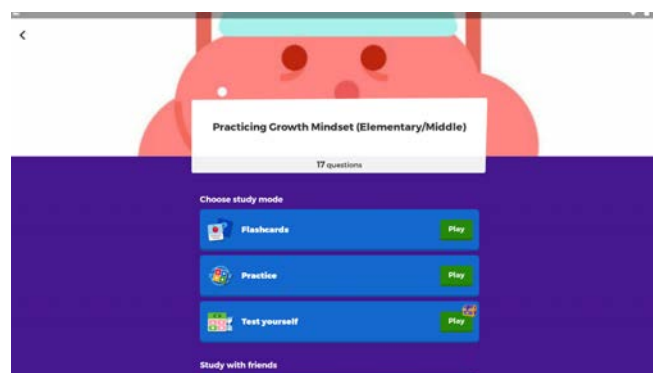 Practicing Growth Mindset (Elementary/Middle)
17 questions
Choose study mode
Flashcards
Play
Practice
Play
Test yourself
Play
Study with friends